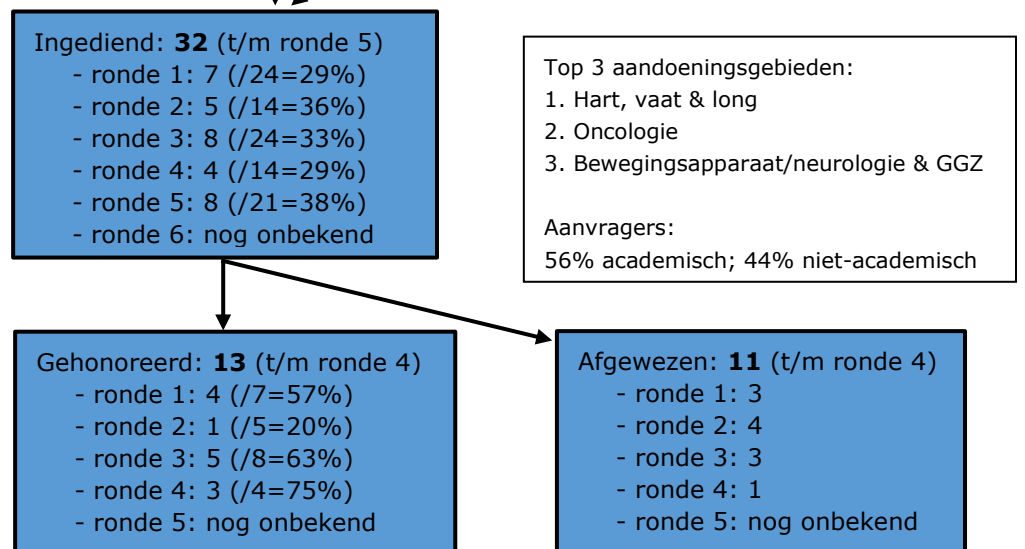 Ingediend: 32 (t/m ronde 5)
- ronde 1: 7 (/24=29%)
- ronde 2: 5 (/14=36%)
- ronde 3: 8 (/24=33%)
- ronde 4: 4 (/14=29%)
- ronde 5: 8 (/21=38%)
- ronde 6: nog onbekend
Top 3 aandoeningsgebieden:
1. Hart, vaat & long
2. Oncologie
3. Bewegingsapparaat/neurologie & GGZ
Aanvragers:
56% academisch; 44% niet-academisch
Gehonoreerd: 13 (t/m ronde 4)
- ronde 1: 4 (/7=57%)
- ronde 2: 1 (/5=20%)
- ronde 3: 5 (/8=63%)
- ronde 4: 3 (/4=75%)
- ronde 5: nog onbekend
Afgewezen: 11 (t/m ronde 4)
- ronde 1: 3
- ronde 2: 4
- ronde 3: 3
- ronde 4: 1
- ronde 5: nog onbekend